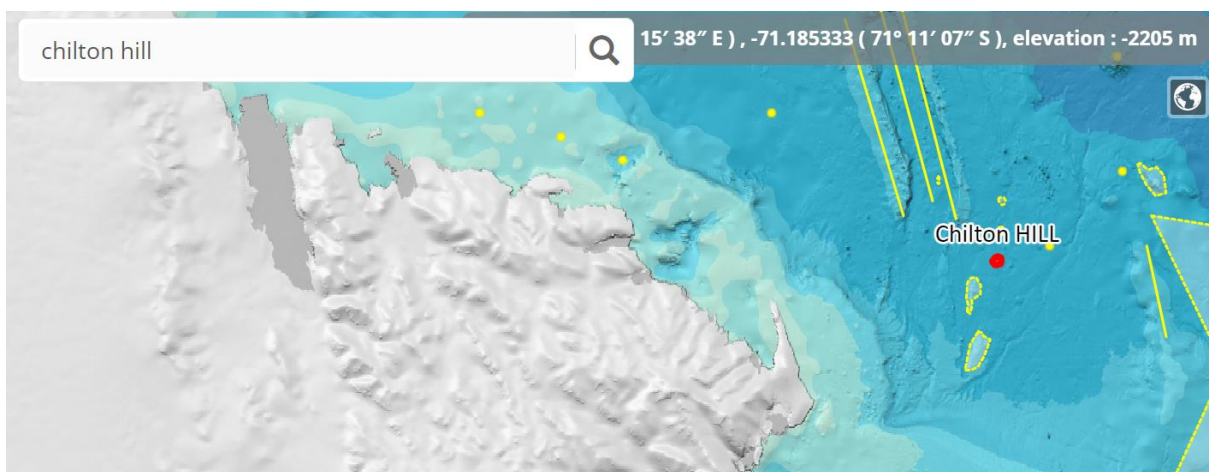 chilton hill
15′ 38″ E ) , -71.185333 ( 71° 11′ 07″ S ), elevation : -2205 m
Chilton HILL